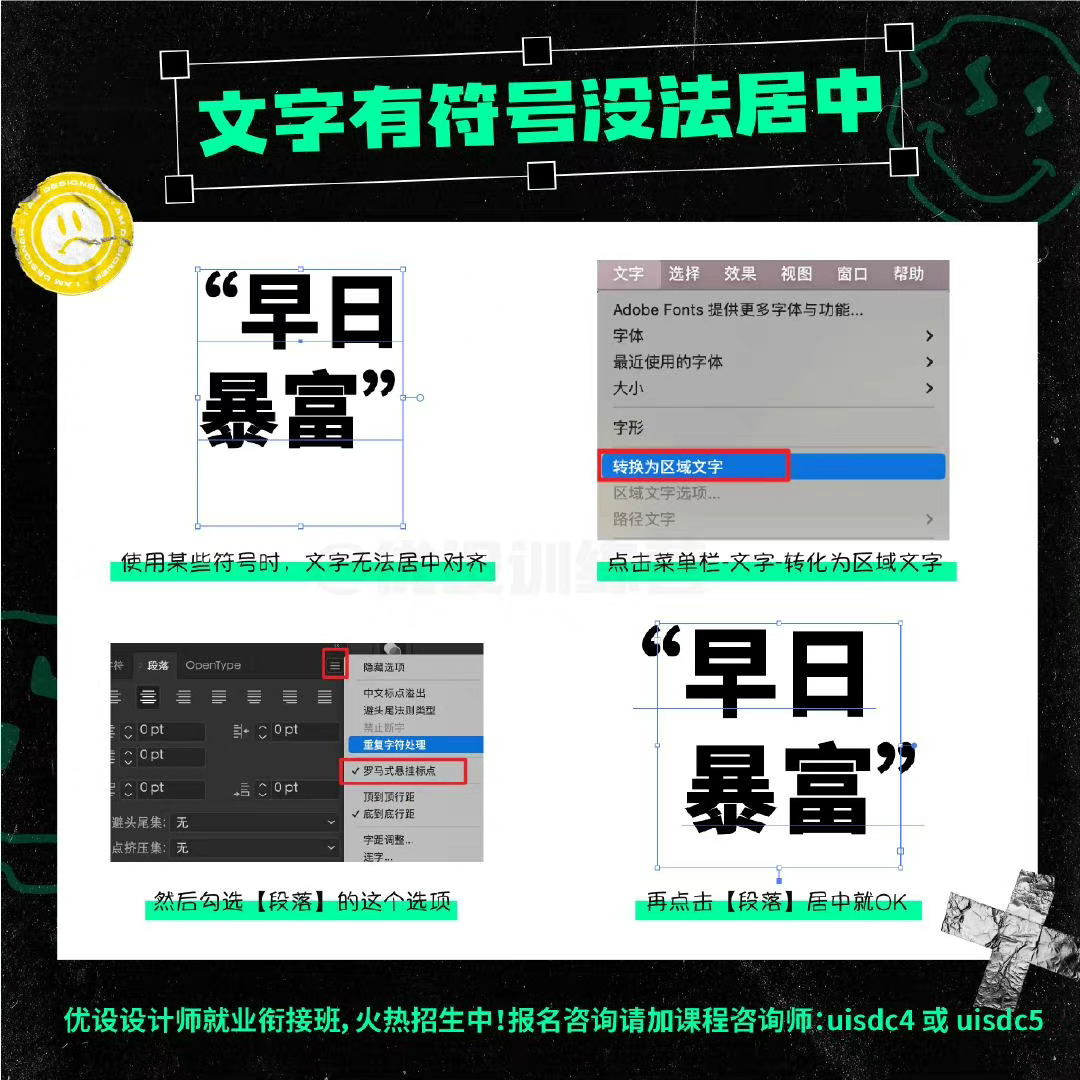 文字有符号没法居中
I AM DESIGNER · I AM DESIGNER · I AM DESIGNER
“早日
暴富”
使用某些符号时，文字无法居中对齐
文字 选择 效果 视图 窗口 帮助
Adobe Fonts 提供更多字体与功能...
字体
最近使用的字体
大小
字形
转换为区域文字
区域文字选项...
路径文字
点击菜单栏-文字-转化为区域文字
@优设训练营
符 段落 OpenType
0 pt 0 pt
0 pt
0 pt 0 pt
避头尾集: 无
点挤压集: 无
隐藏选项
中文标点溢出
避头尾法则类型
禁止断字
重复字符处理
✓ 罗马式悬挂标点
顶到顶行距
✓ 底到底行距
字距调整...
连字...
然后勾选【段落】的这个选项
“早日
暴富”
再点击【段落】居中就OK
优设设计师就业衔接班,火热招生中!报名咨询请加课程咨询师:uisdc4 或 uisdc5